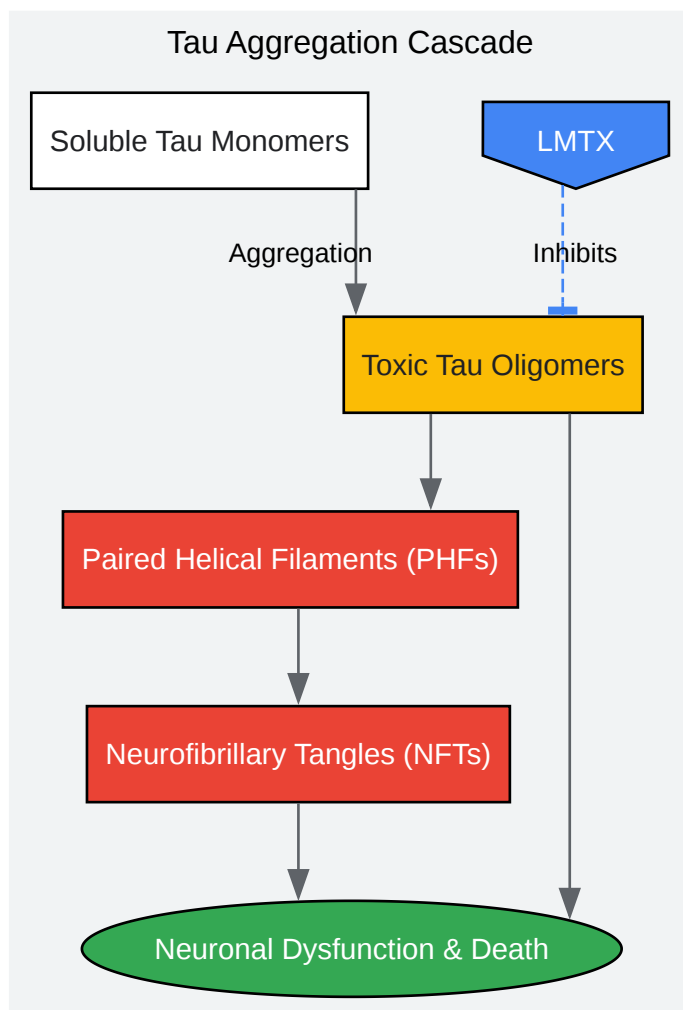 Tau Aggregation Cascade
Soluble Tau Monomers
LMTX
Aggregation
Inhibits
Toxic Tau Oligomers
Paired Helical Filaments (PHFs)
Neurofibrillary Tangles (NFTs)
Neuronal Dysfunction & Death